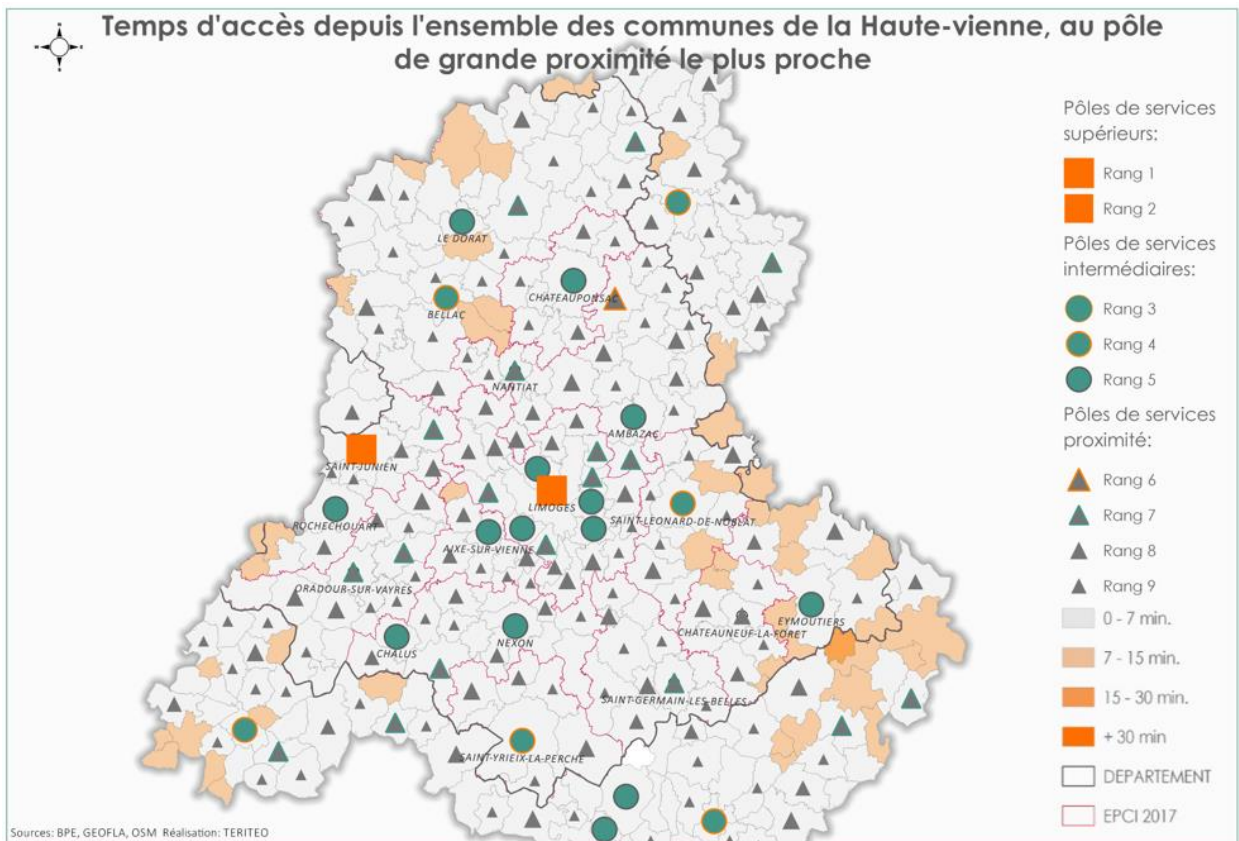 Temps d'accès depuis l'ensemble des communes de la Haute-vienne, au pôle
de grande proximité le plus proche
Pôles de services
supérieurs:
Rang 1
Rang 2
Pôles de services
intermédiaires:
Rang 3
Rang 4
Rang 5
Pôles de services
proximité:
Rang 6
Rang 7
Rang 8
Rang 9
0 - 7 min.
7 - 15 min.
15 - 30 min.
+ 30 min
DEPARTEMENT
EPCI 2017
LE DORAT
CHATEAUPONSAC
BELLAC
NANTIAT
AMBAZAC
SAINT-JUNIEN
LIMOGES
ROCHECHOUART
SAINT-LEONARD-DE-NOBLAT
AIXE-SUR-VIENNE
ORADOUR-SUR-VAYRES
EYMOUTIERS
CHÂTEAUNEUF-LA-FORET
NEXON
CHÂLUS
SAINT-GERMAIN-LES-BELLES
SAINT-YRIEIX-LA-PERCHE
Sources: BPE, GEOFLA, OSM Réalisation: TERITEO